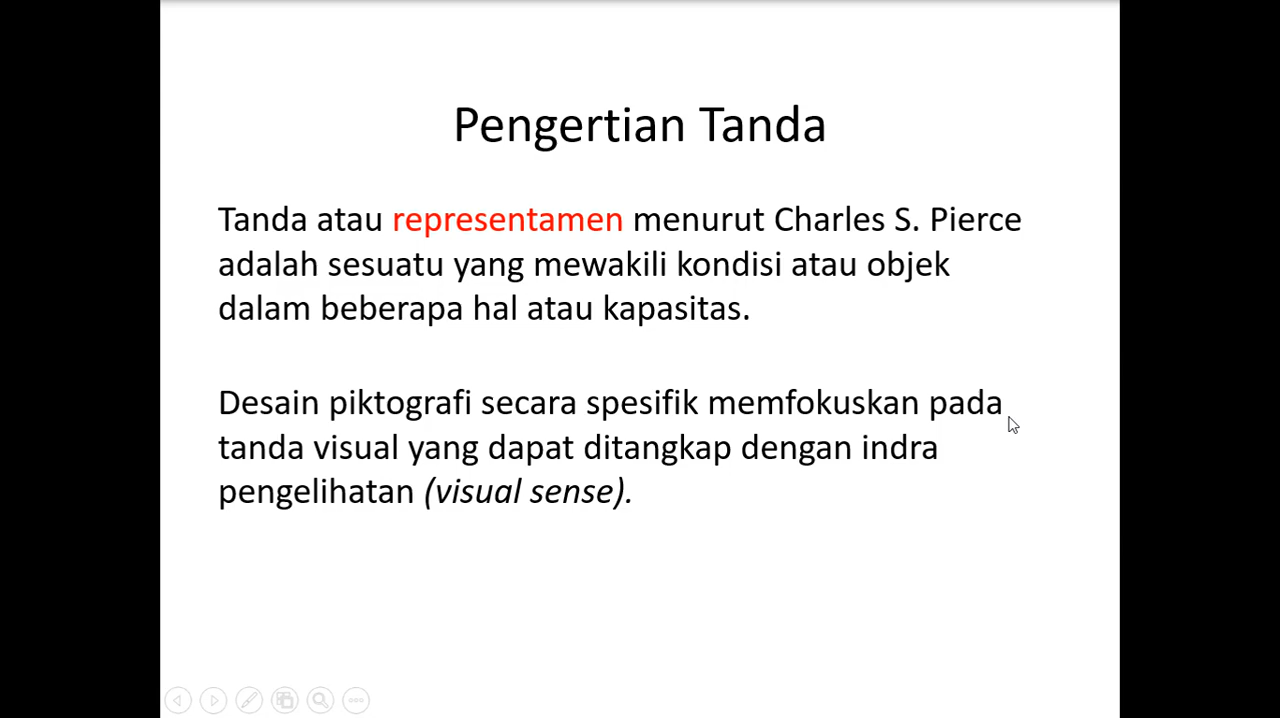 Pengertian Tanda
Tanda atau representamen menurut Charles S. Pierce
adalah sesuatu yang mewakili kondisi atau objek
dalam beberapa hal atau kapasitas.
Desain piktografi secara spesifik memfokuskan pada
tanda visual yang dapat ditangkap dengan indra
pengelihatan (visual sense).